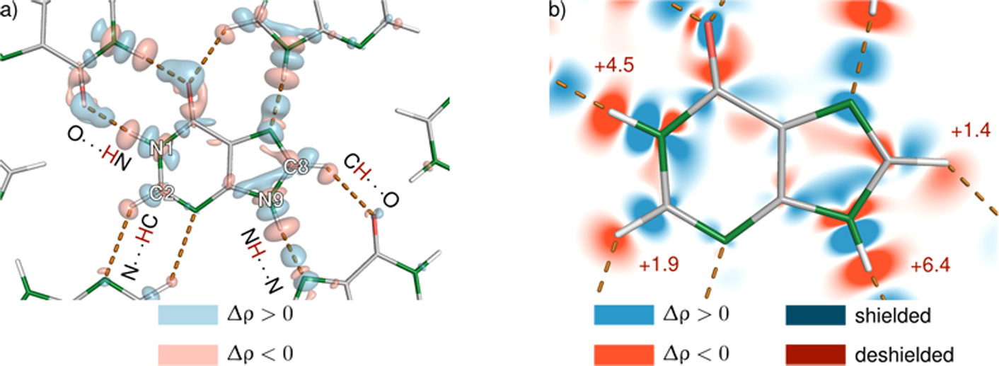 a)
O···HN
N1
C2
N···HC
C8
N9
CH···O
NH···N
Δρ > 0
Δρ < 0
b)
+4.5
+1.4
+1.9
+6.4
Δρ > 0
shielded
Δρ < 0
deshielded